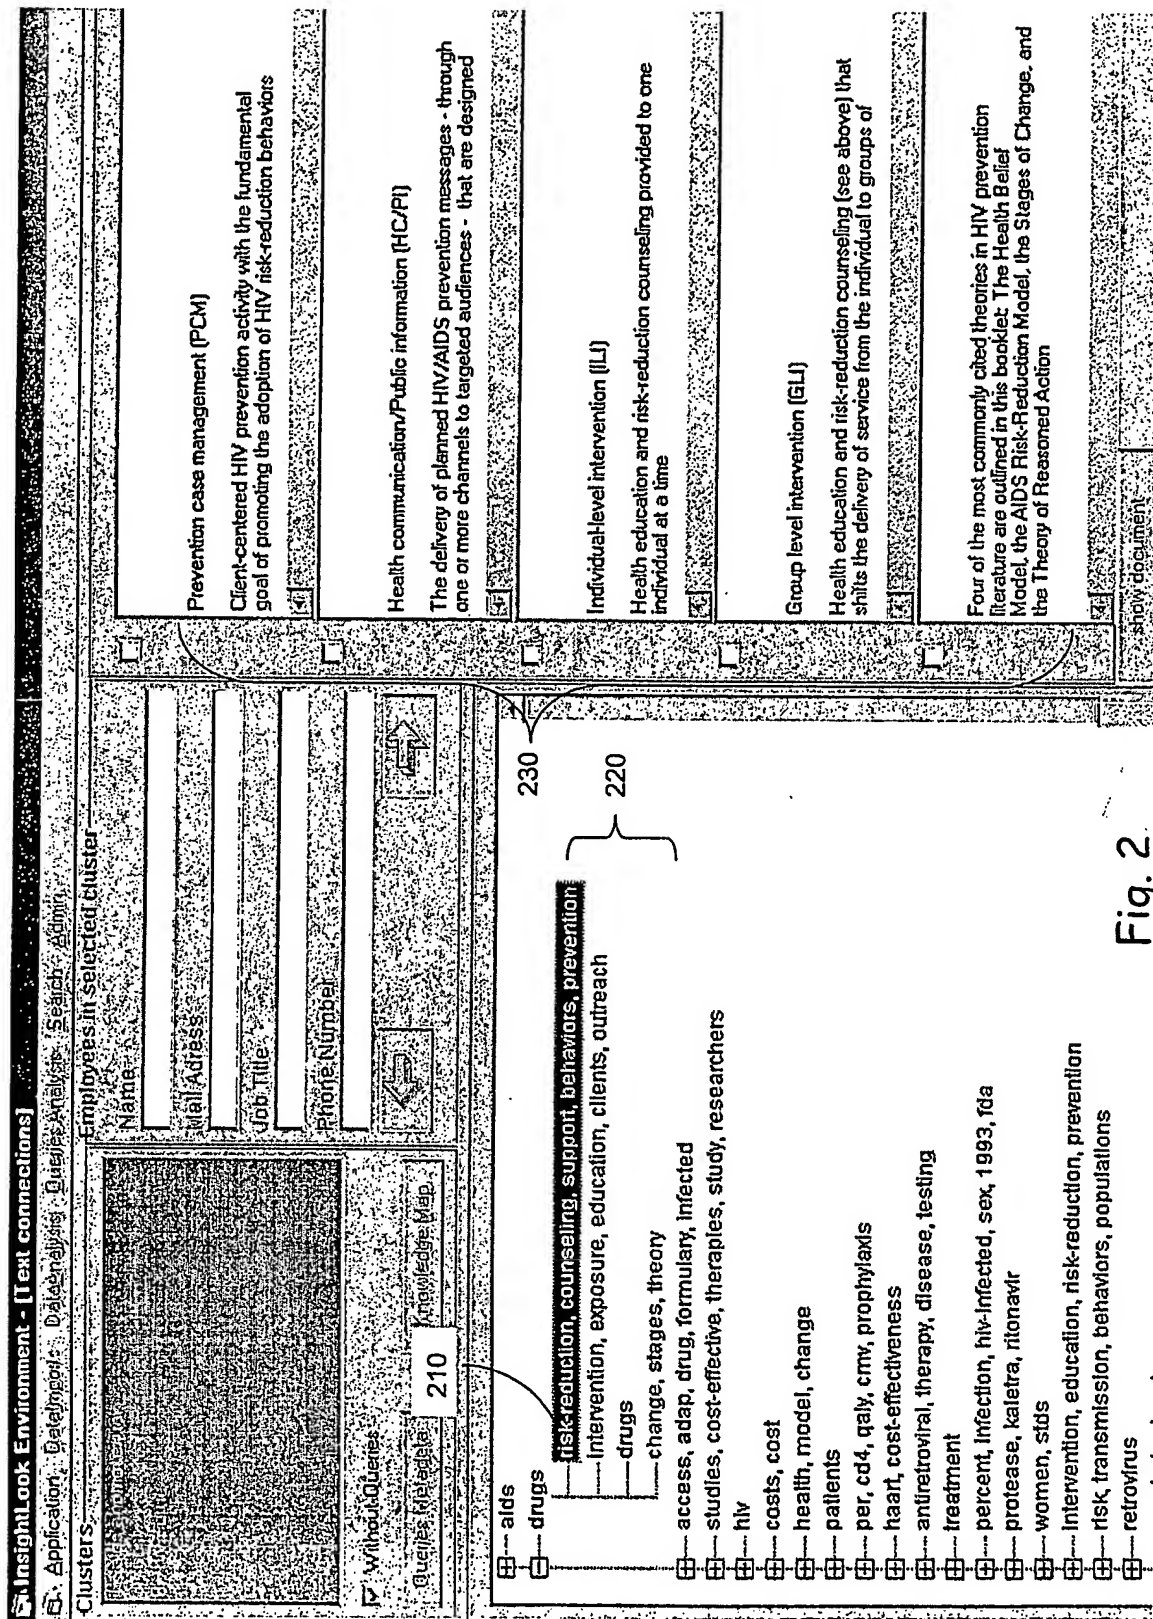 InsightLook Environment - [Text connections]
Application DataImport DataAnalysis QueriesAnalysis Search Admin
Clusters
Without Queries
Queries Metadata
Knowledge Map
210
Employees in selected cluster
Name
Mail Adress
Job Title
Phone Number
Prevention case management (PCM)
Client-centered HIV prevention activity with the fundamental
goal of promoting the adoption of HIV risk-reduction behaviors
Health communication/Public information (HC/PI)
The delivery of planned HIV/AIDS prevention messages - through
one or more channels to targeted audiences - that are designed
Individual-level intervention (ILI)
Health education and risk-reduction counseling provided to one
individual at a time
Group level intervention (GLI)
Health education and risk-reduction counseling (see above) that
shifts the delivery of service from the individual to groups of
Four of the most commonly cited theories in HIV prevention
literature are outlined in this booklet: The Health Belief
Model, the AIDS Risk-Reduction Model, the Stages of Change, and
the Theory of Reasoned Action
show document
230
220
aids
drugs
risk-reduction, counseling, support, behaviors, prevention
intervention, exposure, education, clients, outreach
drugs
change, stages, theory
access, adap, drug, formulary, infected
studies, cost-effective, therapies, study, researchers
hiv
costs, cost
health, model, change
patients
per, cd4, qaly, cmv, prophylaxis
haart, cost-effectiveness
antiretroviral, therapy, disease, testing
treatment
percent, infection, hiv-infected, sex, 1993, fda
protease, kaletra, ritonavir
women, stds
intervention, education, risk-reduction, prevention
risk, transmission, behaviors, populations
retrovirus
Fig. 2